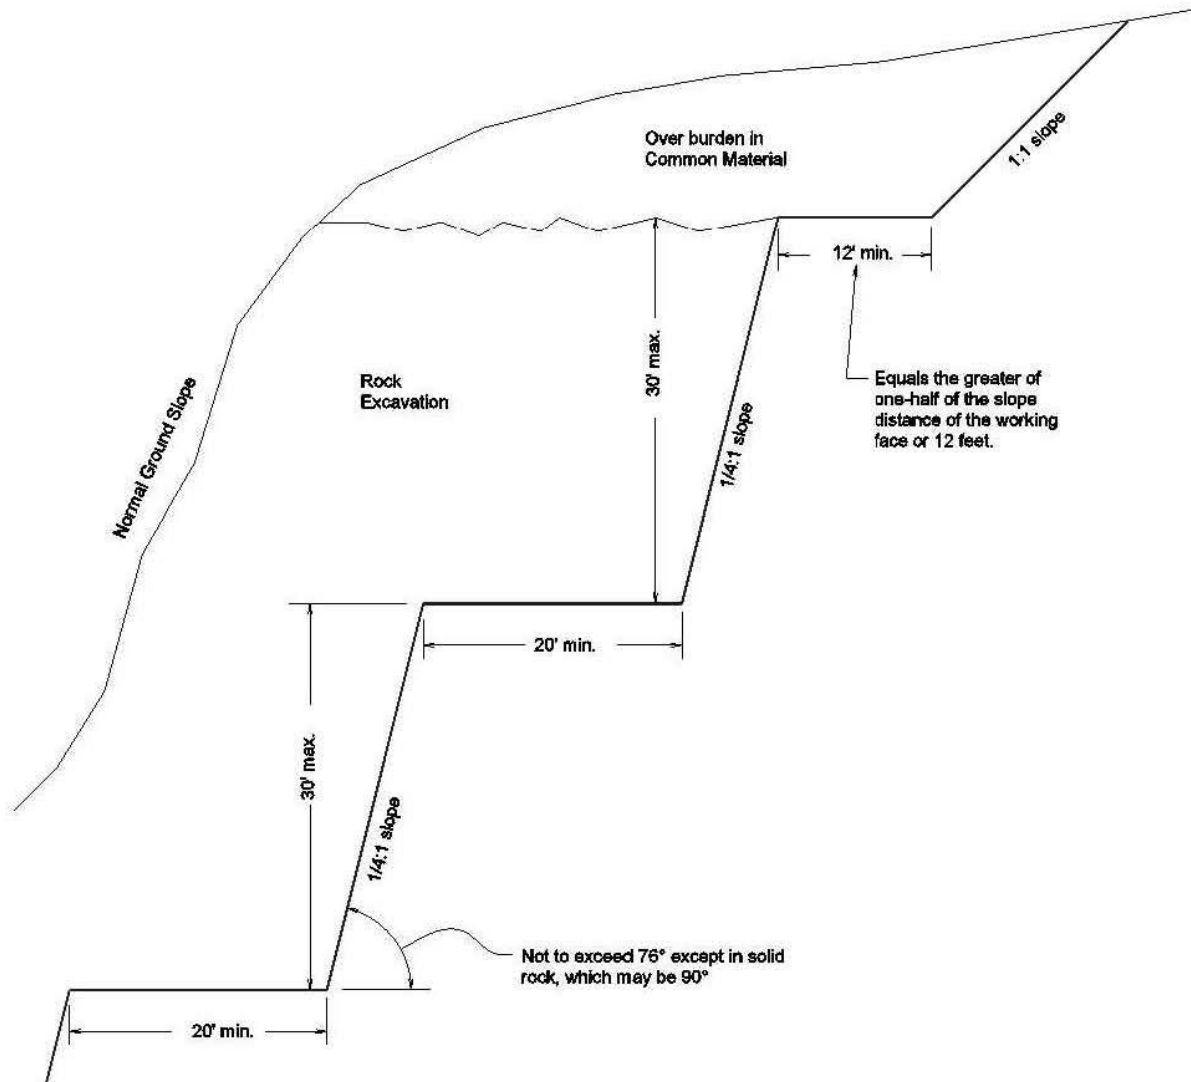 Over burden in
Common Material
1:1 slope
12' min.
Equals the greater of
one-half of the slope
distance of the working
face or 12 feet.
30' max.
Rock
Excavation
1/4:1 slope
Normal Ground Slope
20' min.
30' max.
1/4:1 slope
Not to exceed 76° except in solid
rock, which may be 90°
20' min.